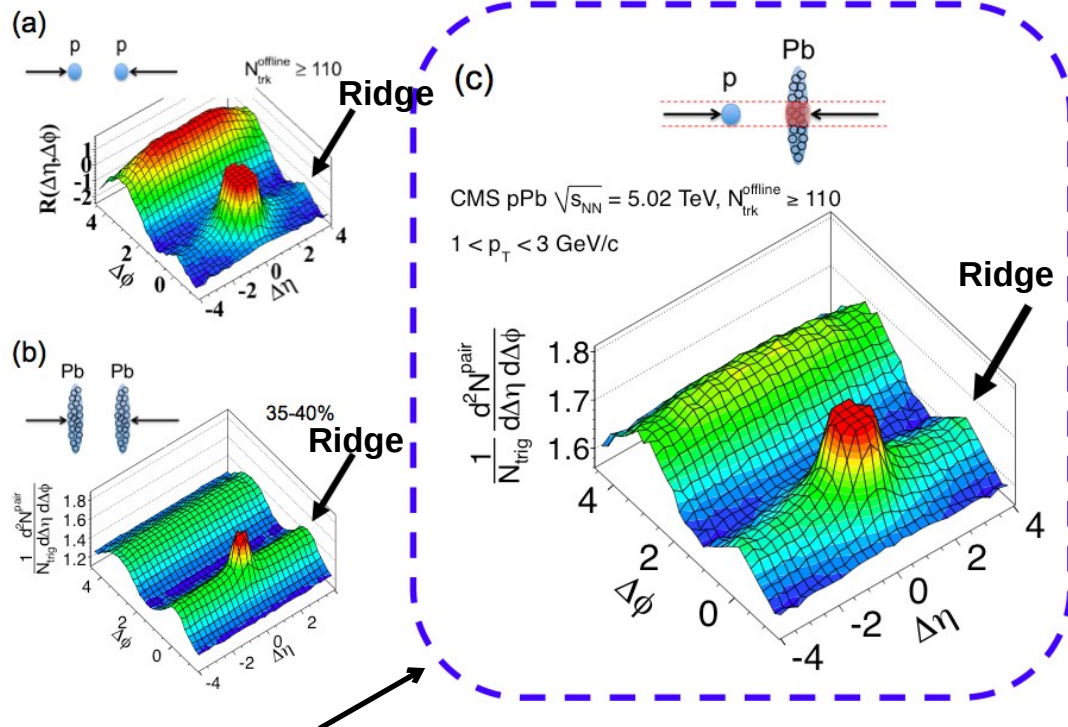 (a)
p p
N_trk^offline ≥ 110
Ridge
R(Δη,Δϕ)
1
0
-1
-2
4
2
0
Δϕ
-4
-2
0
2
4
Δη
(b)
Pb Pb
35-40%
Ridge
1/N_trig d²N^pair/dΔη dΔϕ
1.8
1.6
1.4
1.2
4
2
0
Δϕ
-4
-2
0
2
Δη
(c)
p Pb
CMS pPb √s_NN = 5.02 TeV, N_trk^offline ≥ 110
1 < p_T < 3 GeV/c
Ridge
1/N_trig d²N^pair/dΔη dΔϕ
1.8
1.7
1.6
4
2
0
Δϕ
-4
-2
0
2
4
Δη